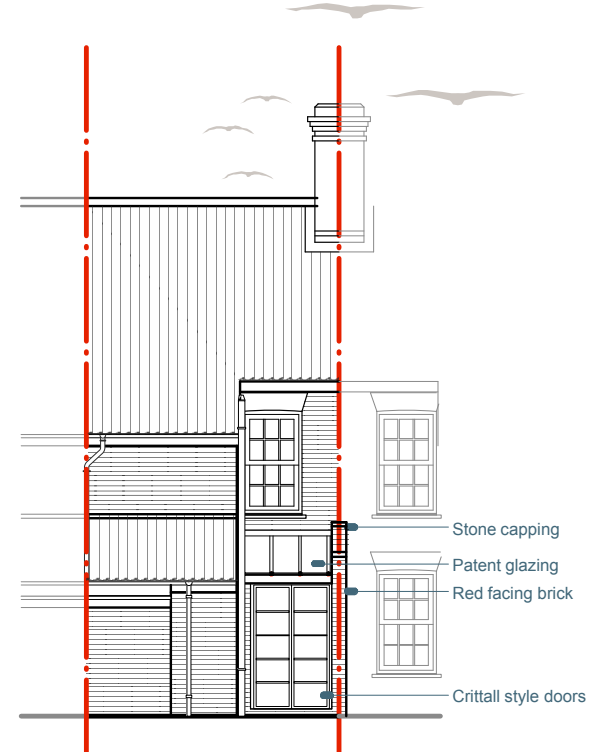 Stone capping
Patent glazing
Red facing brick
Crittall style doors